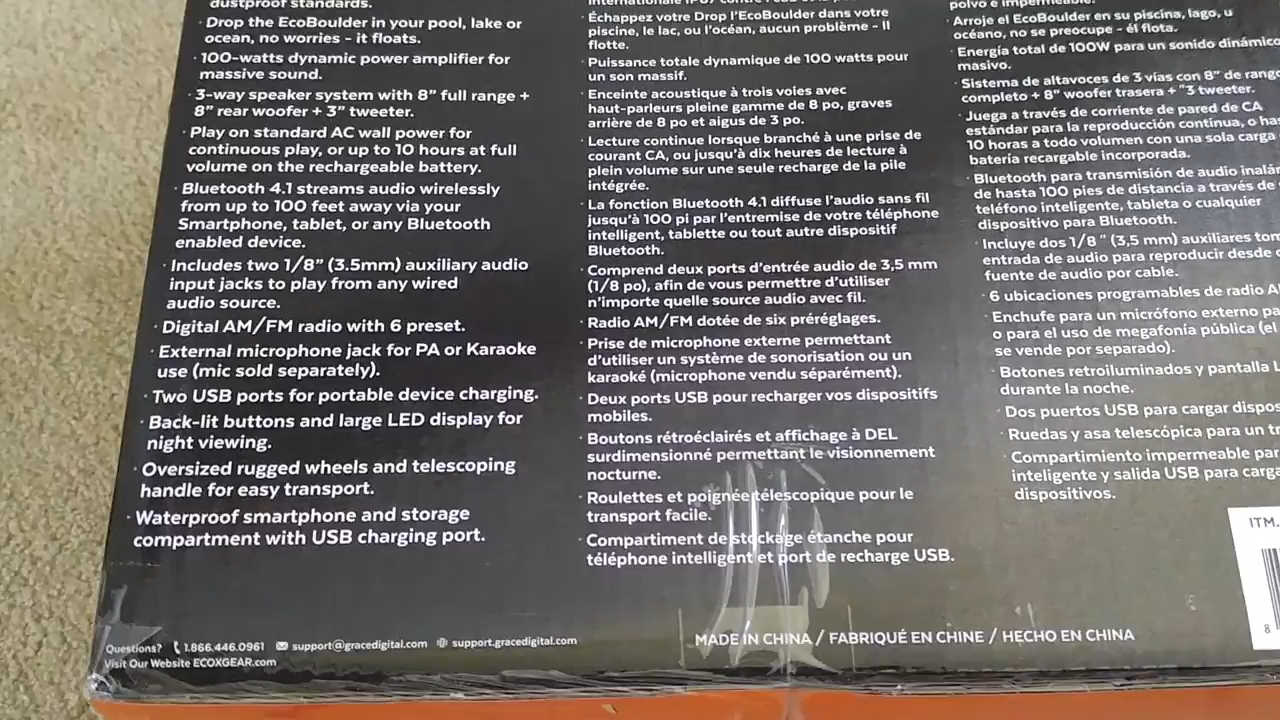 dustproof standards.
· Drop the EcoBoulder in your pool, lake or
ocean, no worries - it floats.
· 100-watts dynamic power amplifier for
massive sound.
· 3-way speaker system with 8” full range +
8” rear woofer + 3” tweeter.
· Play on standard AC wall power for
continuous play, or up to 10 hours at full
volume on the rechargeable battery.
· Bluetooth 4.1 streams audio wirelessly
from up to 100 feet away via your
Smartphone, tablet, or any Bluetooth
enabled device.
· Includes two 1/8” (3.5mm) auxiliary audio
input jacks to play from any wired
audio source.
· Digital AM/FM radio with 6 preset.
· External microphone jack for PA or Karaoke
use (mic sold separately).
· Two USB ports for portable device charging.
· Back-lit buttons and large LED display for
night viewing.
· Oversized rugged wheels and telescoping
handle for easy transport.
· Waterproof smartphone and storage
compartment with USB charging port.
· Échappez votre Drop l’EcoBoulder dans votre
piscine, le lac, ou l’océan, aucun problème - Il
flotte.
· Puissance totale dynamique de 100 watts pour
un son massif.
· Enceinte acoustique à trois voies avec
haut-parleurs pleine gamme de 8 po, graves
arrière de 8 po et aigus de 3 po.
· Lecture continue lorsque branché à une prise de
courant CA, ou jusqu’à dix heures de lecture à
plein volume sur une seule recharge de la pile
intégrée.
· La fonction Bluetooth 4.1 diffuse l’audio sans fil
jusqu’à 100 pi par l’entremise de votre téléphone
intelligent, tablette ou tout autre dispositif
Bluetooth.
· Comprend deux ports d’entrée audio de 3,5 mm
(1/8 po), afin de vous permettre d’utiliser
n’importe quelle source audio avec fil.
· Radio AM/FM dotée de six préréglages.
· Prise de microphone externe permettant
d’utiliser un système de sonorisation ou un
karaoké (microphone vendu séparément).
· Deux ports USB pour recharger vos dispositifs
mobiles.
· Boutons rétroéclairés et affichage à DEL
surdimensionné permettant le visionnement
nocturne.
· Roulettes et poignée télescopique pour le
transport facile.
· Compartiment de stockage étanche pour
téléphone intelligent et port de recharge USB.
polvo e impermeable.
· Arroje el EcoBoulder en su piscina, lago, u
océano, no se preocupe - él flota.
· Energía total de 100W para un sonido dinámico
masivo.
· Sistema de altavoces de 3 vías con 8” de rango
completo + 8” woofer trasera + ”3 tweeter.
· Juega a través de corriente de pared de CA
estándar para la reproducción continua, o has
10 horas a todo volumen con una sola carga
batería recargable incorporada.
· Bluetooth para transmisión de audio inalár
de hasta 100 pies de distancia a través de
teléfono inteligente, tableta o cualquier
dispositivo para Bluetooth.
· Incluye dos 1/8 ” (3,5 mm) auxiliares tom
entrada de audio para reproducir desde c
fuente de audio por cable.
· 6 ubicaciones programables de radio A
· Enchufe para un micrófono externo pa
o para el uso de megafonía pública (el
se vende por separado).
· Botones retroiluminados y pantalla L
durante la noche.
· Dos puertos USB para cargar dispos
· Ruedas y asa telescópica para un tr
· Compartimiento impermeable par
inteligente y salida USB para carga
dispositivos.
ITM.
8
Questions? 1.866.446.0961 support@gracedigital.com support.gracedigital.com
Visit Our Website ECOXGEAR.com
MADE IN CHINA / FABRIQUÉ EN CHINE / HECHO EN CHINA